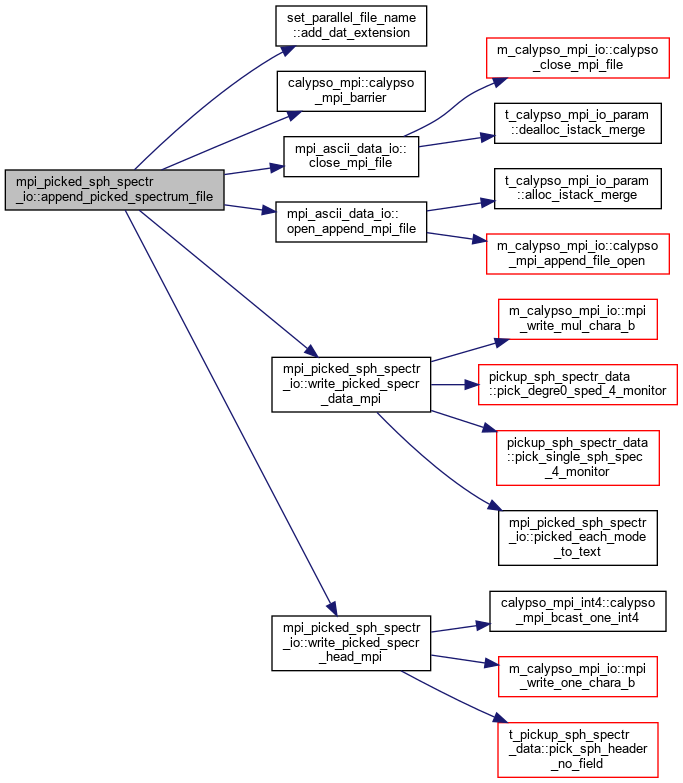 mpi_picked_sph_spectr
_io::append_picked_spectrum_file
set_parallel_file_name
::add_dat_extension
calypso_mpi::calypso
_mpi_barrier
mpi_ascii_data_io::
close_mpi_file
m_calypso_mpi_io::calypso
_close_mpi_file
t_calypso_mpi_io_param
::dealloc_istack_merge
mpi_ascii_data_io::
open_append_mpi_file
t_calypso_mpi_io_param
::alloc_istack_merge
m_calypso_mpi_io::calypso
_mpi_append_file_open
mpi_picked_sph_spectr
_io::write_picked_specr
_data_mpi
m_calypso_mpi_io::mpi
_write_mul_chara_b
pickup_sph_spectr_data
::pick_degre0_sped_4_monitor
pickup_sph_spectr_data
::pick_single_sph_spec
_4_monitor
mpi_picked_sph_spectr
_io::picked_each_mode
_to_text
mpi_picked_sph_spectr
_io::write_picked_specr
_head_mpi
calypso_mpi_int4::calypso
_mpi_bcast_one_int4
m_calypso_mpi_io::mpi
_write_one_chara_b
t_pickup_sph_spectr
_data::pick_sph_header
_no_field